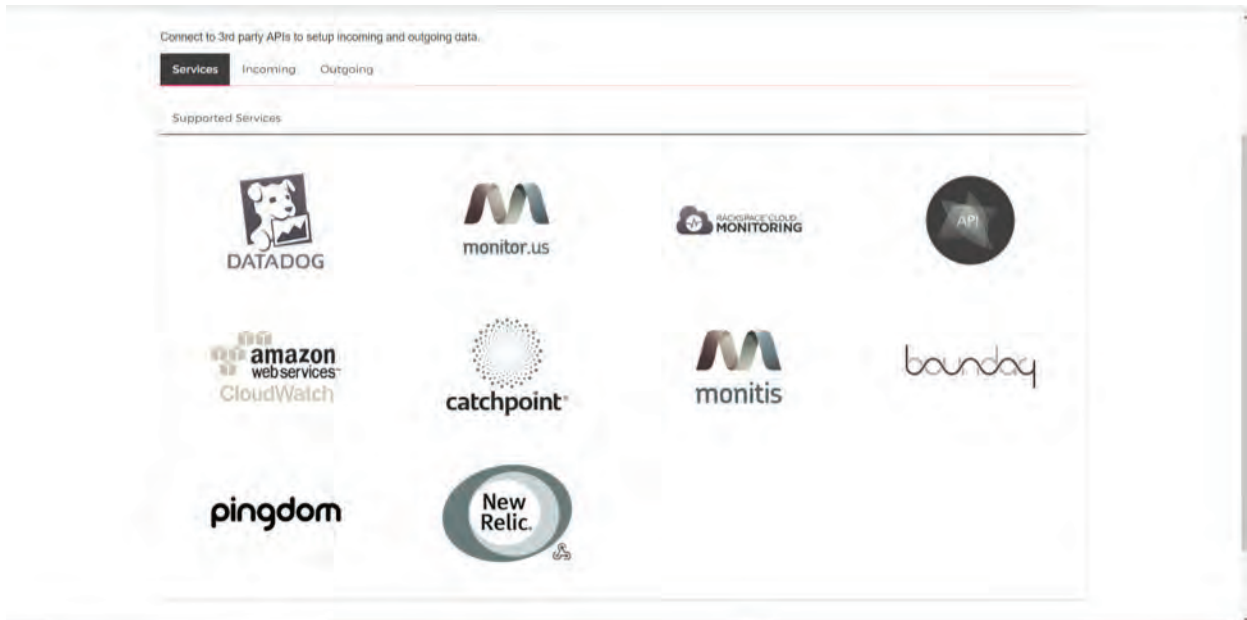 Connect to 3rd party APIs to setup incoming and outgoing data.
Services Incoming Outgoing
Supported Services
DATADOG
monitor.us
RACKSPACE CLOUD
MONITORING
API
amazon
webservices™
CloudWatch
catchpoint®
monitis
boundary
pingdom
New
Relic.